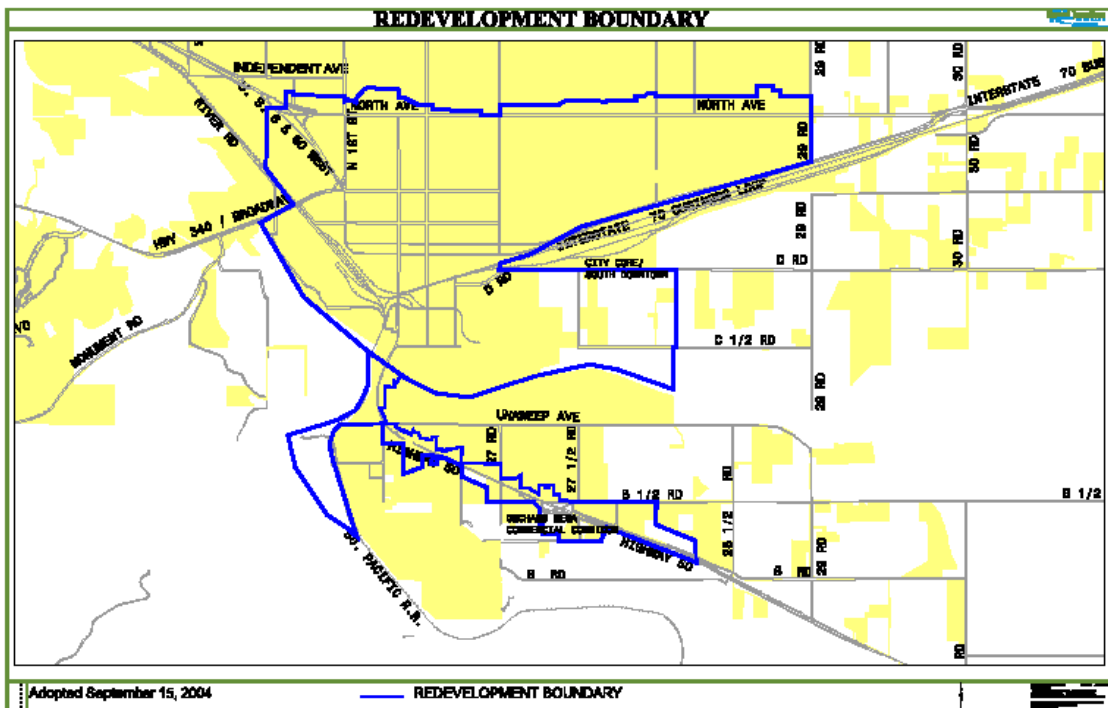 REDEVELOPMENT BOUNDARY
INDEPENDENT AVE
U. S. 6 & 50 WEST
RIVER RD
NORTH AVE
NORTH AVE
N 1ST ST
29 RD
30 RD
INTERSTATE 70 BUS
29 RD
30 RD
HWY 340 / BROADWAY
INTERSTATE 70 BUSINESS LOOP
29 RD
30 RD
CITY CORE/
SOUTH DOWNTOWN
D RD
D RD
MONUMENT RD
C 1/2 RD
29 RD
UNAWEEP AVE
HIGHWAY 50
27 RD
27 1/2 RD
RD
RD
B 1/2 RD
B 1/2
ORCHARD MESA
COMMERCIAL CORRIDOR
HIGHWAY 50
28 1/2
29 RD
B RD
B RD
SO. PACIFIC R.R.
RD
Adopted September 15, 2004
REDEVELOPMENT BOUNDARY
1